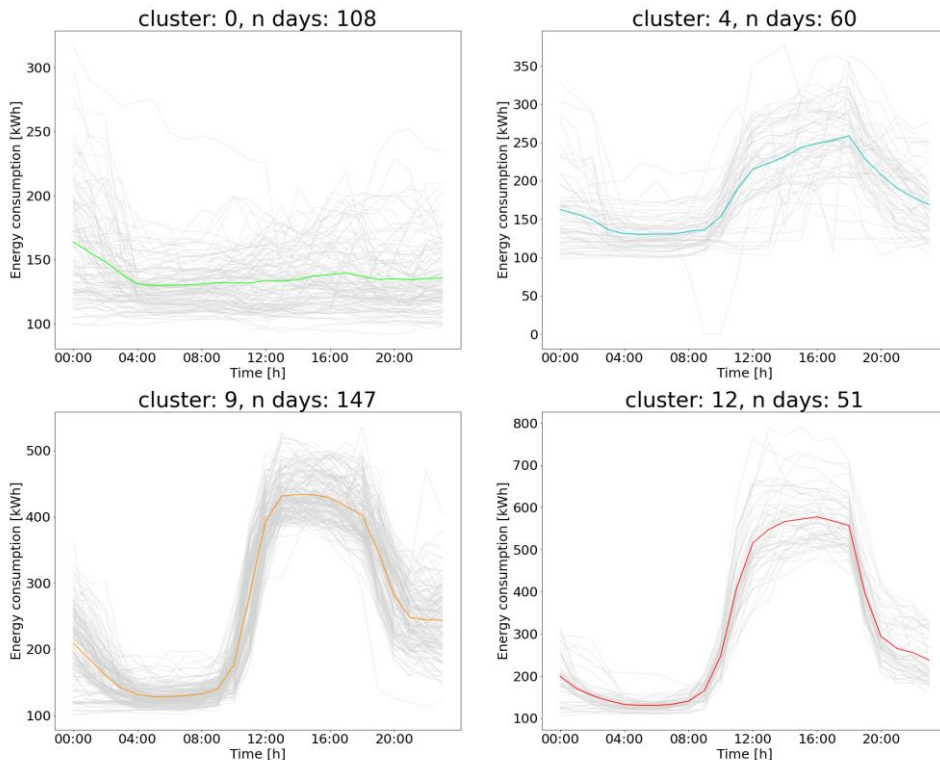 cluster: 0, n days: 108
Energy consumption [kWh]
300
250
200
150
100
00:00 04:00 08:00 12:00 16:00 20:00
Time [h]
cluster: 4, n days: 60
Energy consumption [kWh]
350
300
250
200
150
100
50
0
00:00 04:00 08:00 12:00 16:00 20:00
Time [h]
cluster: 9, n days: 147
Energy consumption [kWh]
500
400
300
200
100
00:00 04:00 08:00 12:00 16:00 20:00
Time [h]
cluster: 12, n days: 51
Energy consumption [kWh]
800
700
600
500
400
300
200
100
00:00 04:00 08:00 12:00 16:00 20:00
Time [h]